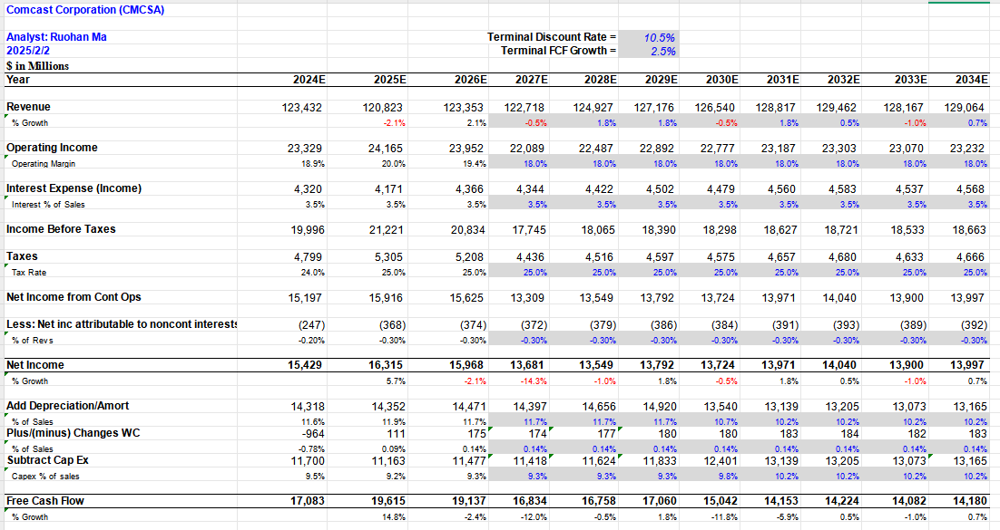 Comcast Corporation (CMCSA)
Analyst: Ruohan Ma Terminal Discount Rate = 10.5%
2025/2/2 Terminal FCF Growth = 2.5%
$ in Millions
Year 2024E 2025E 2026E 2027E 2028E 2029E 2030E 2031E 2032E 2033E 2034E
Revenue 123,432 120,823 123,353 122,718 124,927 127,176 126,540 128,817 129,462 128,167 129,064
% Growth -2.1% 2.1% -0.5% 1.8% 1.8% -0.5% 1.8% 0.5% -1.0% 0.7%
Operating Income 23,329 24,165 23,952 22,089 22,487 22,892 22,777 23,187 23,303 23,070 23,232
Operating Margin 18.9% 20.0% 19.4% 18.0% 18.0% 18.0% 18.0% 18.0% 18.0% 18.0% 18.0%
Interest Expense (Income) 4,320 4,171 4,366 4,344 4,422 4,502 4,479 4,560 4,583 4,537 4,568
Interest % of Sales 3.5% 3.5% 3.5% 3.5% 3.5% 3.5% 3.5% 3.5% 3.5% 3.5% 3.5%
Income Before Taxes 19,996 21,221 20,834 17,745 18,065 18,390 18,298 18,627 18,721 18,533 18,663
Taxes 4,799 5,305 5,208 4,436 4,516 4,597 4,575 4,657 4,680 4,633 4,666
Tax Rate 24.0% 25.0% 25.0% 25.0% 25.0% 25.0% 25.0% 25.0% 25.0% 25.0% 25.0%
Net Income from Cont Ops 15,197 15,916 15,625 13,309 13,549 13,792 13,724 13,971 14,040 13,900 13,997
Less: Net inc attributable to noncont interests (247) (368) (374) (372) (379) (386) (384) (391) (393) (389) (392)
% of Revs -0.20% -0.30% -0.30% -0.30% -0.30% -0.30% -0.30% -0.30% -0.30% -0.30% -0.30%
Net Income 15,429 16,315 15,968 13,681 13,549 13,792 13,724 13,971 14,040 13,900 13,997
% Growth 5.7% -2.1% -14.3% -1.0% 1.8% -0.5% 1.8% 0.5% -1.0% 0.7%
Add Depreciation/Amort 14,318 14,352 14,471 14,397 14,656 14,920 13,540 13,139 13,205 13,073 13,165
% of Sales 11.6% 11.9% 11.7% 11.7% 11.7% 11.7% 10.7% 10.2% 10.2% 10.2% 10.2%
Plus/(minus) Changes WC -964 111 175 174 177 180 180 183 184 182 183
% of Sales -0.78% 0.09% 0.14% 0.14% 0.14% 0.14% 0.14% 0.14% 0.14% 0.14% 0.14%
Subtract Cap Ex 11,700 11,163 11,477 11,418 11,624 11,833 12,401 13,139 13,205 13,073 13,165
Capex % of sales 9.5% 9.2% 9.3% 9.3% 9.3% 9.3% 9.8% 10.2% 10.2% 10.2% 10.2%
Free Cash Flow 17,083 19,615 19,137 16,834 16,758 17,060 15,042 14,153 14,224 14,082 14,180
% Growth 14.8% -2.4% -12.0% -0.5% 1.8% -11.8% -5.9% 0.5% -1.0% 0.7%